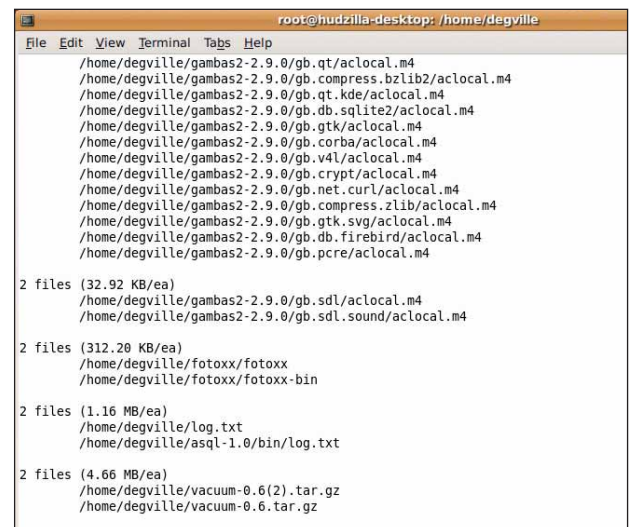 root@hudzilla-desktop: /home/degville
File Edit View Terminal Tabs Help
/home/degville/gambas2-2.9.0/gb.qt/aclocal.m4
/home/degville/gambas2-2.9.0/gb.compress.bzlib2/aclocal.m4
/home/degville/gambas2-2.9.0/gb.qt.kde/aclocal.m4
/home/degville/gambas2-2.9.0/gb.db.sqlite2/aclocal.m4
/home/degville/gambas2-2.9.0/gb.gtk/aclocal.m4
/home/degville/gambas2-2.9.0/gb.corba/aclocal.m4
/home/degville/gambas2-2.9.0/gb.v4l/aclocal.m4
/home/degville/gambas2-2.9.0/gb.crypt/aclocal.m4
/home/degville/gambas2-2.9.0/gb.net.curl/aclocal.m4
/home/degville/gambas2-2.9.0/gb.compress.zlib/aclocal.m4
/home/degville/gambas2-2.9.0/gb.gtk.svg/aclocal.m4
/home/degville/gambas2-2.9.0/gb.db.firebird/aclocal.m4
/home/degville/gambas2-2.9.0/gb.pcre/aclocal.m4
2 files (32.92 KB/ea)
/home/degville/gambas2-2.9.0/gb.sdl/aclocal.m4
/home/degville/gambas2-2.9.0/gb.sdl.sound/aclocal.m4
2 files (312.20 KB/ea)
/home/degville/fotoxx/fotoxx
/home/degville/fotoxx/fotoxx-bin
2 files (1.16 MB/ea)
/home/degville/log.txt
/home/degville/asql-1.0/bin/log.txt
2 files (4.66 MB/ea)
/home/degville/vacuum-0.6(2).tar.gz
/home/degville/vacuum-0.6.tar.gz